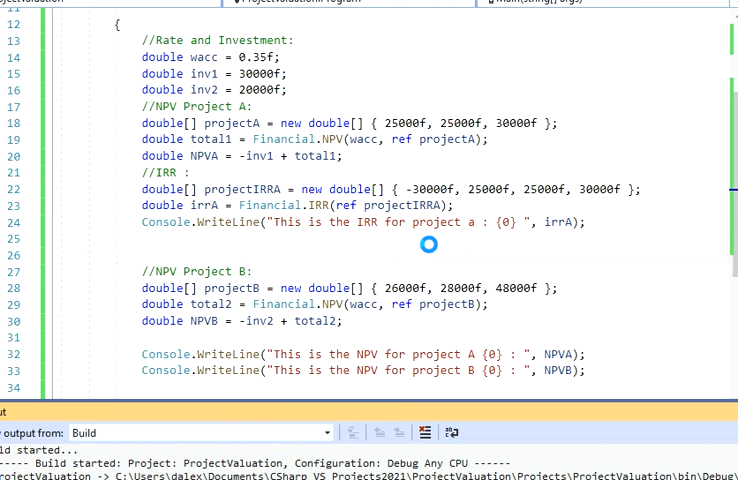 11
12 {
13 //Rate and Investment:
14 double wacc = 0.35f;
15 double inv1 = 30000f;
16 double inv2 = 20000f;
17 //NPV Project A:
18 double[] projectA = new double[] { 25000f, 25000f, 30000f };
19 double total1 = Financial.NPV(wacc, ref projectA);
20 double NPVA = -inv1 + total1;
21 //IRR :
22 double[] projectIRRA = new double[] { -30000f, 25000f, 25000f, 30000f };
23 double irrA = Financial.IRR(ref projectIRRA);
24 Console.WriteLine("This is the IRR for project a : {0} ", irrA);
25
26
27 //NPV Project B:
28 double[] projectB = new double[] { 26000f, 28000f, 48000f };
29 double total2 = Financial.NPV(wacc, ref projectB);
30 double NPVB = -inv2 + total2;
31
32 Console.WriteLine("This is the NPV for project A {0} : ", NPVA);
33 Console.WriteLine("This is the NPV for project B {0} : ", NPVB);
34
ut
output from: Build
ld started...
----- Build started: Project: ProjectValuation, Configuration: Debug Any CPU ------
rojectValuation -> C:\Users\dalex\Documents\CSharp VS Projects2021\ProjectValuation\Projects\ProjectValuation\bin\Debug\